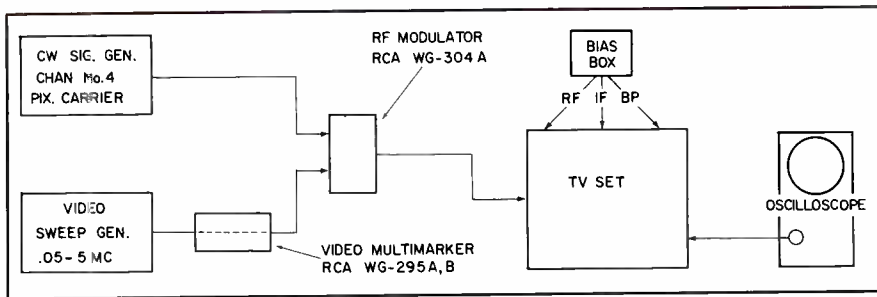 CW SIG. GEN.
CHAN No. 4
PIX. CARRIER
RF MODULATOR
RCA WG-304A
BIAS
BOX
RF IF BP
TV SET
OSCILLOSCOPE
VIDEO
SWEEP GEN.
.05-5 MC
VIDEO MULTIMARKER
RCA WG-295A,B